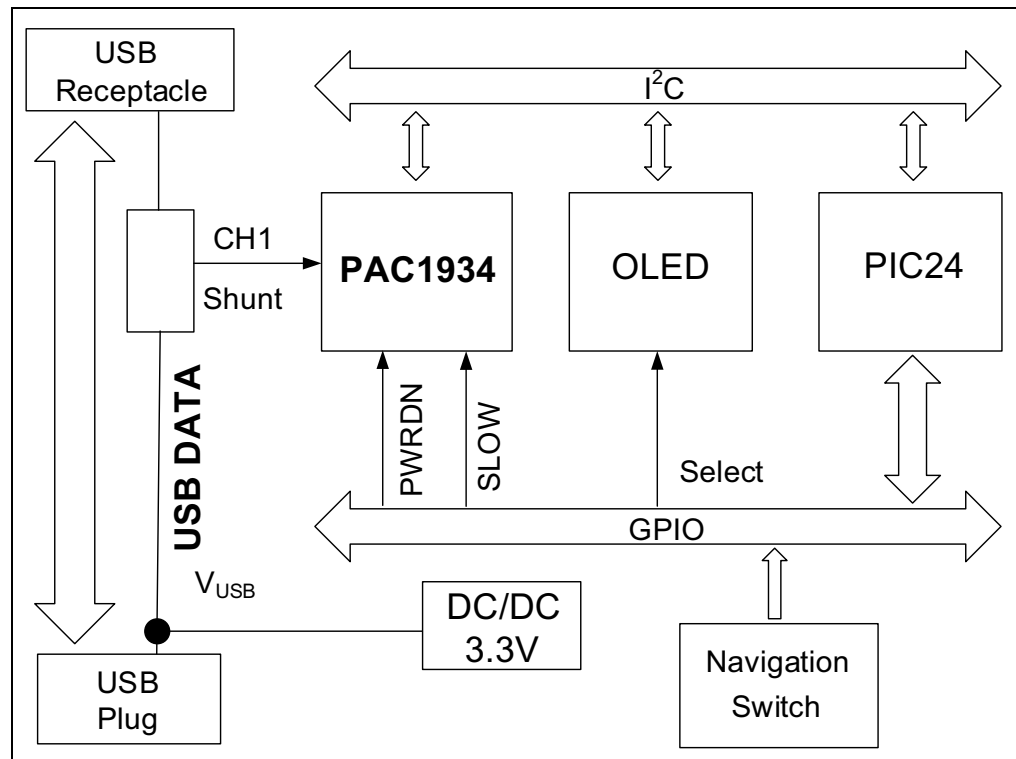 USB
Receptacle
I²C
CH1
Shunt
PAC1934
OLED
PIC24
USB DATA
PWRDN
SLOW
Select
GPIO
VUSB
DC/DC
3.3V
USB
Plug
Navigation
Switch